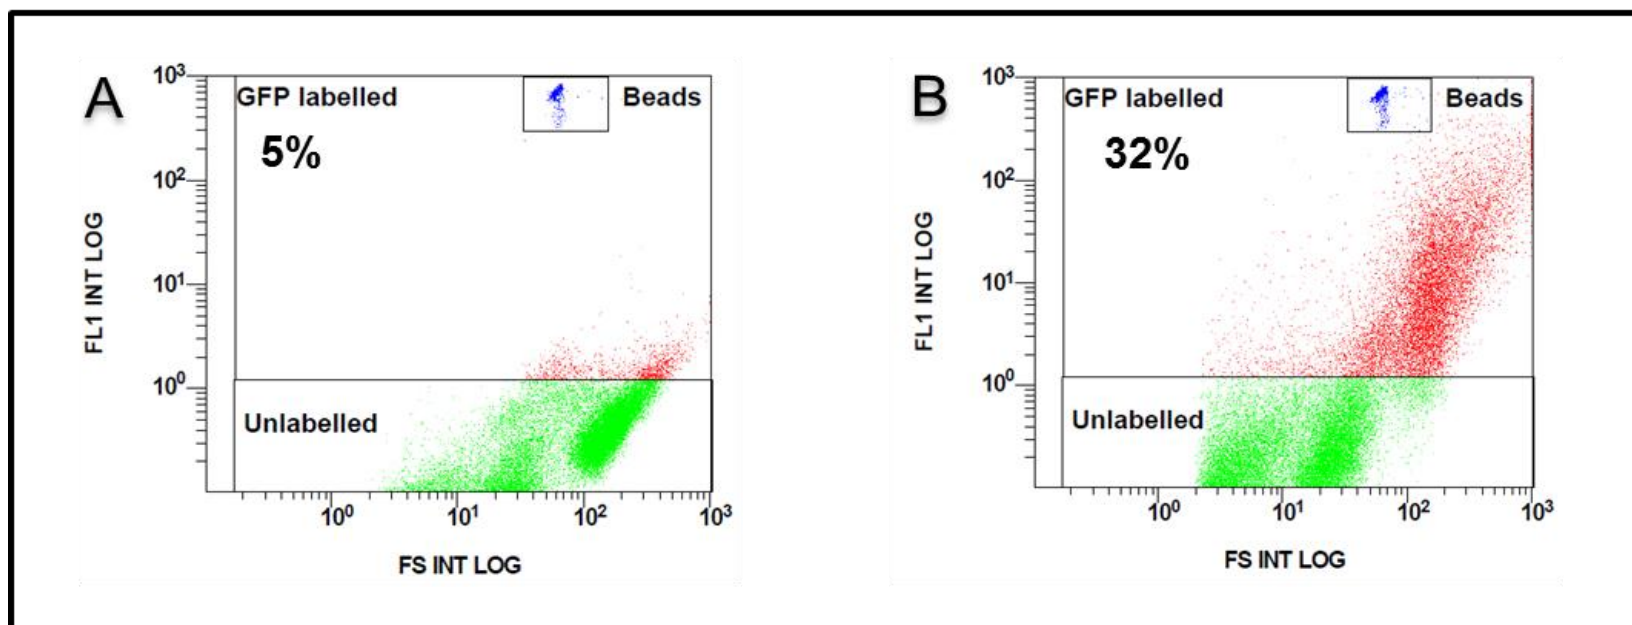 A
10³
GFP labelled
Beads
5%
10²
10¹
10⁰
Unlabelled
FL1 INT LOG
10⁰ 10¹ 10² 10³
FS INT LOG
B
10³
GFP labelled
Beads
32%
10²
10¹
10⁰
Unlabelled
FL1 INT LOG
10⁰ 10¹ 10² 10³
FS INT LOG